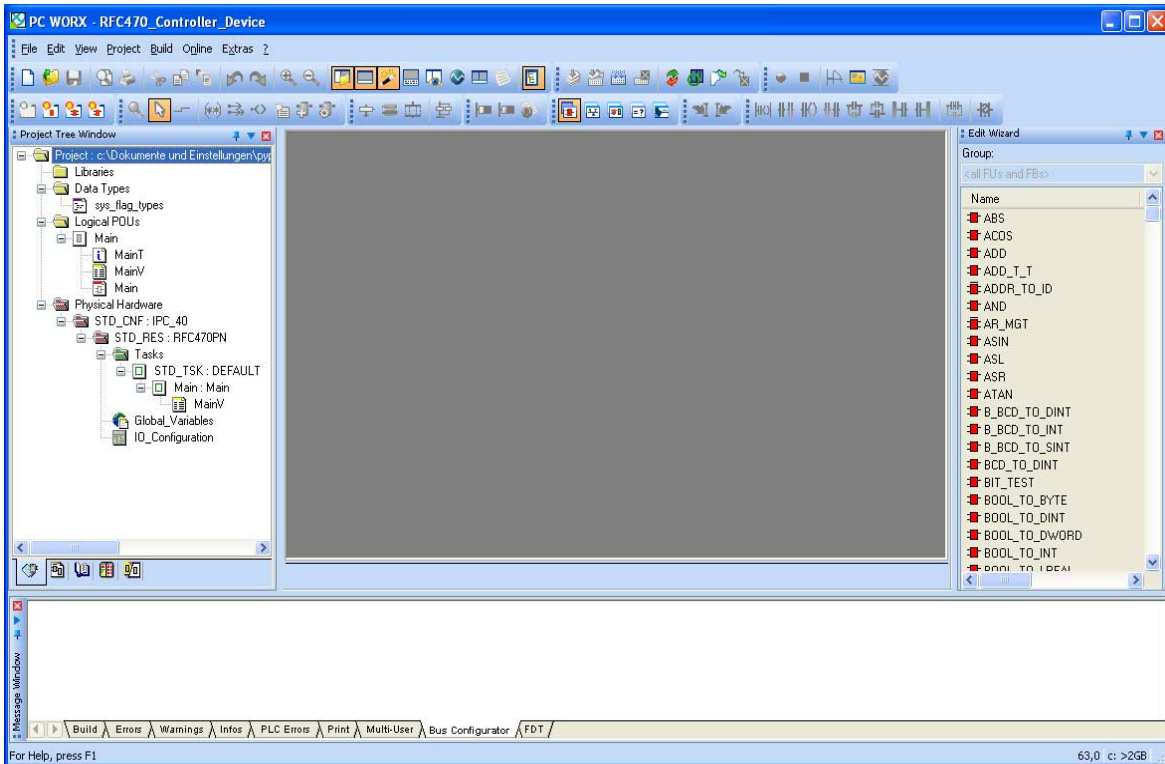 PC WORX - RFC470_Controller_Device
File Edit View Project Build Online Extras ?
Project Tree Window
Project : c:\Dokumente und Einstellungen\pyp
Libraries
Data Types
sys_flag_types
Logical POUs
Main
MainT
MainV
Main
Physical Hardware
STD_CNF : IPC_40
STD_RES : RFC470PN
Tasks
STD_TSK : DEFAULT
Main : Main
MainV
Global_Variables
IO_Configuration
Edit Wizard
Group:
<all FUs and FBs>
Name
ABS
ACOS
ADD
ADD_T_T
ADDR_TO_ID
AND
AR_MGT
ASIN
ASL
ASR
ATAN
B_BCD_TO_DINT
B_BCD_TO_INT
B_BCD_TO_SINT
BCD_TO_DINT
BIT_TEST
BOOL_TO_BYTE
BOOL_TO_DINT
BOOL_TO_DWORD
BOOL_TO_INT
BOOL_TO_LREAL
Message Window
Build Errors Warnings Infos PLC Errors Print Multi-User Bus Configurator FDT
For Help, press F1
63,0 c: >2GB